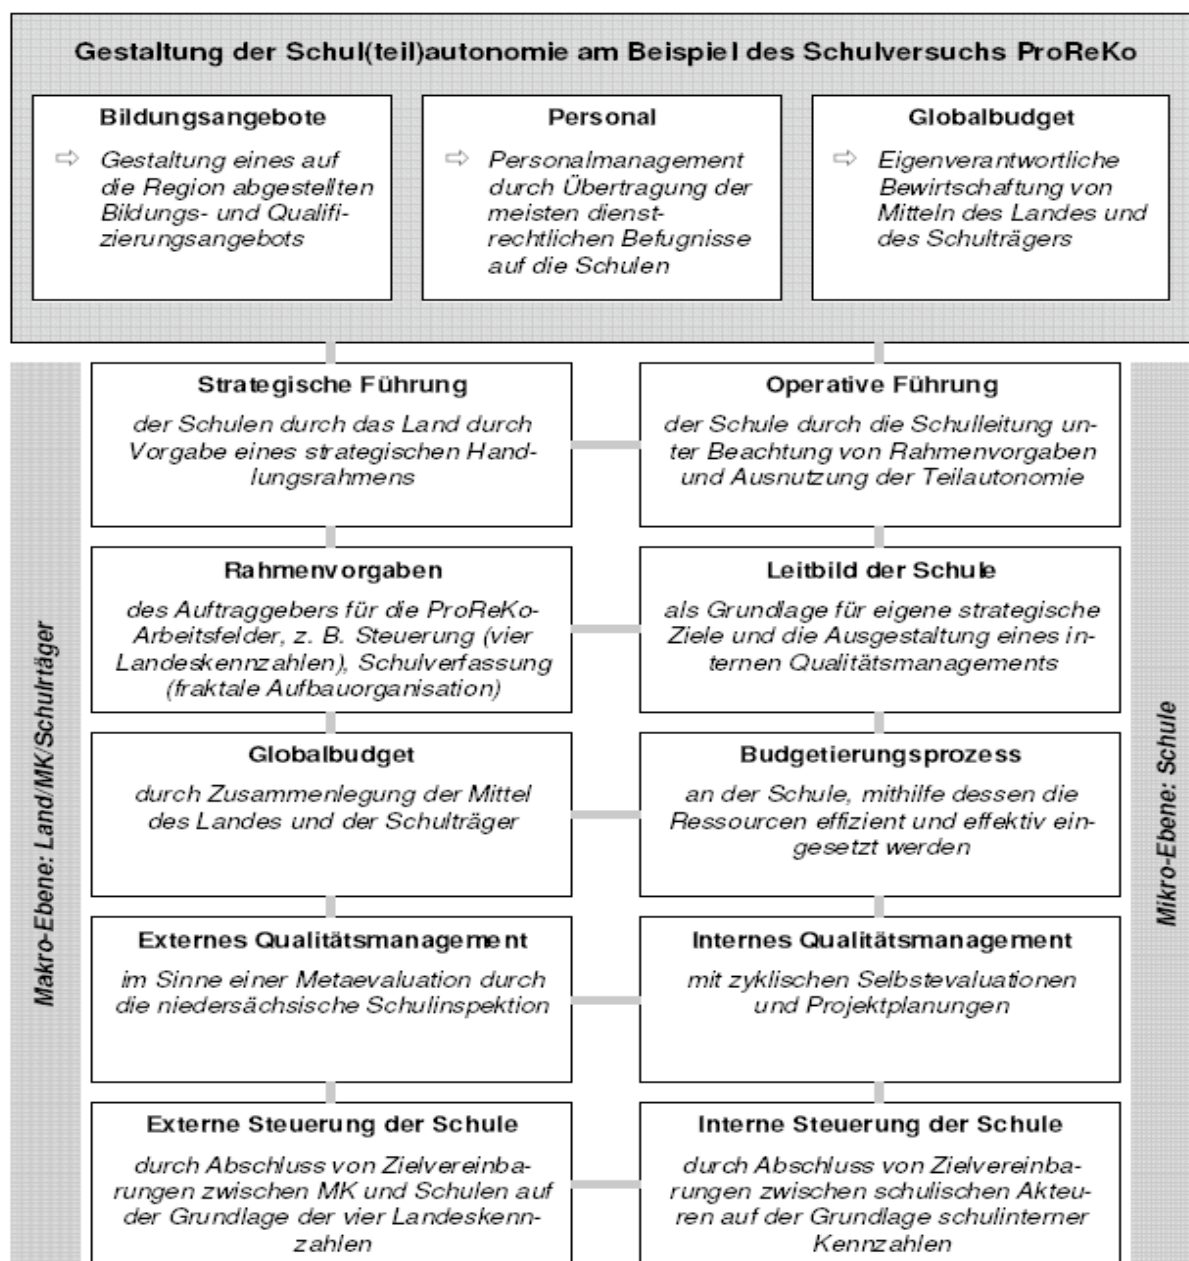 Gestaltung der Schul(teil)autonomie am Beispiel des Schulversuchs ProReKo
Bildungsangebote
⇨ Gestaltung eines auf
die Region abgestellten
Bildungs- und Qualifi-
zierungsangebots
Personal
⇨ Personalmanagement
durch Übertragung der
meisten dienst-
rechtlichen Befugnisse
auf die Schulen
Globalbudget
⇨ Eigenverantwortliche
Bewirtschaftung von
Mitteln des Landes und
des Schulträgers
Makro-Ebene: Land/MK/Schulrtäger
Strategische Führung
der Schulen durch das Land durch
Vorgabe eines strategischen Hand-
lungsrahmens
Operative Führung
der Schule durch die Schulleitung un-
ter Beachtung von Rahmenvorgaben
und Ausnutzung der Teilautonomie
Rahmenvorgaben
des Auftraggebers für die ProReKo-
Arbeitsfelder, z. B. Steuerung (vier
Landeskennzahlen), Schulverfassung
(fraktale Aufbauorganisation)
Leitbild der Schule
als Grundlage für eigene strategische
Ziele und die Ausgestaltung eines in-
ternen Qualitätsmanagements
Globalbudget
durch Zusammenlegung der Mittel
des Landes und der Schulträger
Budgetierungsprozess
an der Schule, mithilfe dessen die
Ressourcen effizient und effektiv ein-
gesetzt werden
Externes Qualitätsmanagement
im Sinne einer Metaevaluation durch
die niedersächsische Schulinspektion
Internes Qualitätsmanagement
mit zyklischen Selbstevaluationen
und Projektplanungen
Externe Steuerung der Schule
durch Abschluss von Zielvereinba-
rungen zwischen MK und Schulen auf
der Grundlage der vier Landeskenn-
zahlen
Interne Steuerung der Schule
durch Abschluss von Zielvereinba-
rungen zwischen schulischen Akteu-
ren auf der Grundlage schulinterner
Kennzahlen
Mikro-Ebene: Schule